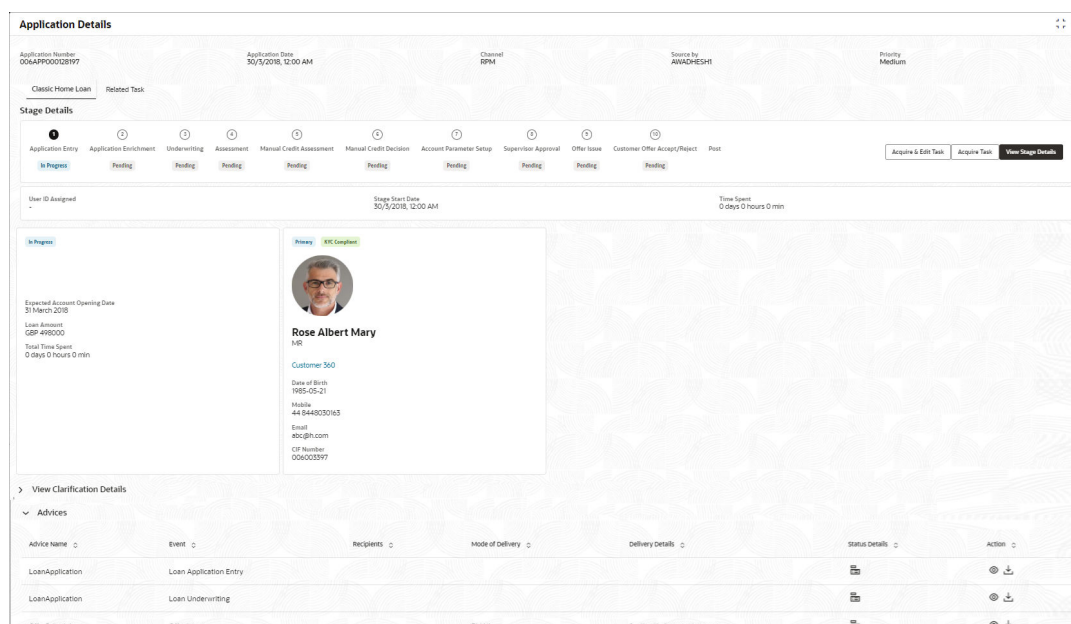 Application Details
Application Number Application Date Channel Source by Priority
006APP000128197 30/3/2018, 12:00 AM RPM AWADHESH1 Medium
Classic Home Loan Related Task
Stage Details
1 2 3 4 5 6 7 8 9 10
Application Entry Application Enrichment Underwriting Assessment Manual Credit Assessment Manual Credit Decision Account Parameter Setup Supervisor Approval Offer Issue Customer Offer Accept/Reject Post
Acquire & Edit Task Acquire Task View Stage Details
In Progress Pending Pending Pending Pending Pending Pending Pending Pending Pending
User ID Assigned Stage Start Date Time Spent
- 30/3/2018, 12:00 AM 0 days 0 hours 0 min
In Progress
Expected Account Opening Date
31 March 2018
Loan Amount
GBP 498000
Total Time Spent
0 days 0 hours 0 min
Primary KYC Compliant
Rose Albert Mary
MR
Customer 360
Date of Birth
1985-05-21
Mobile
44 8448030163
Email
abc@h.com
CIF Number
006003397
View Clarification Details
Advices
Advice Name Event Recipients Mode of Delivery Delivery Details Status Details Action
LoanApplication Loan Application Entry
LoanApplication Loan Underwriting